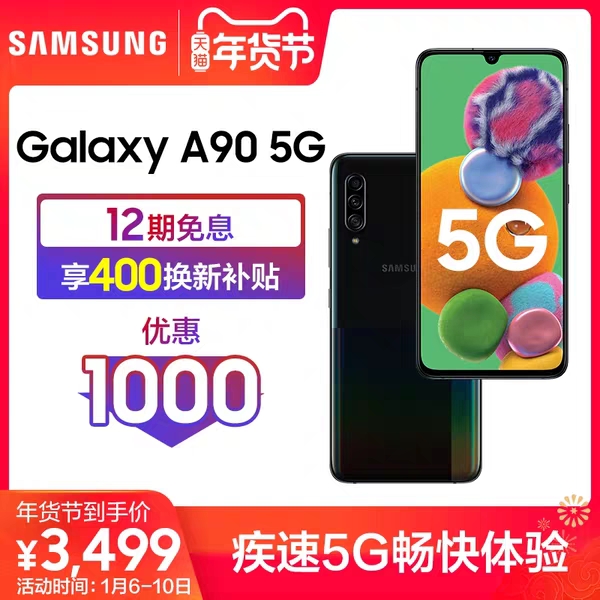 SAMSUNG
天猫
年货节
Galaxy A90 5G
12期免息
享400换新补贴
优惠
1000
SAMSU
5G
年货节到手价
¥3,499
活动时间:1月6-10日
疾速5G畅快体验